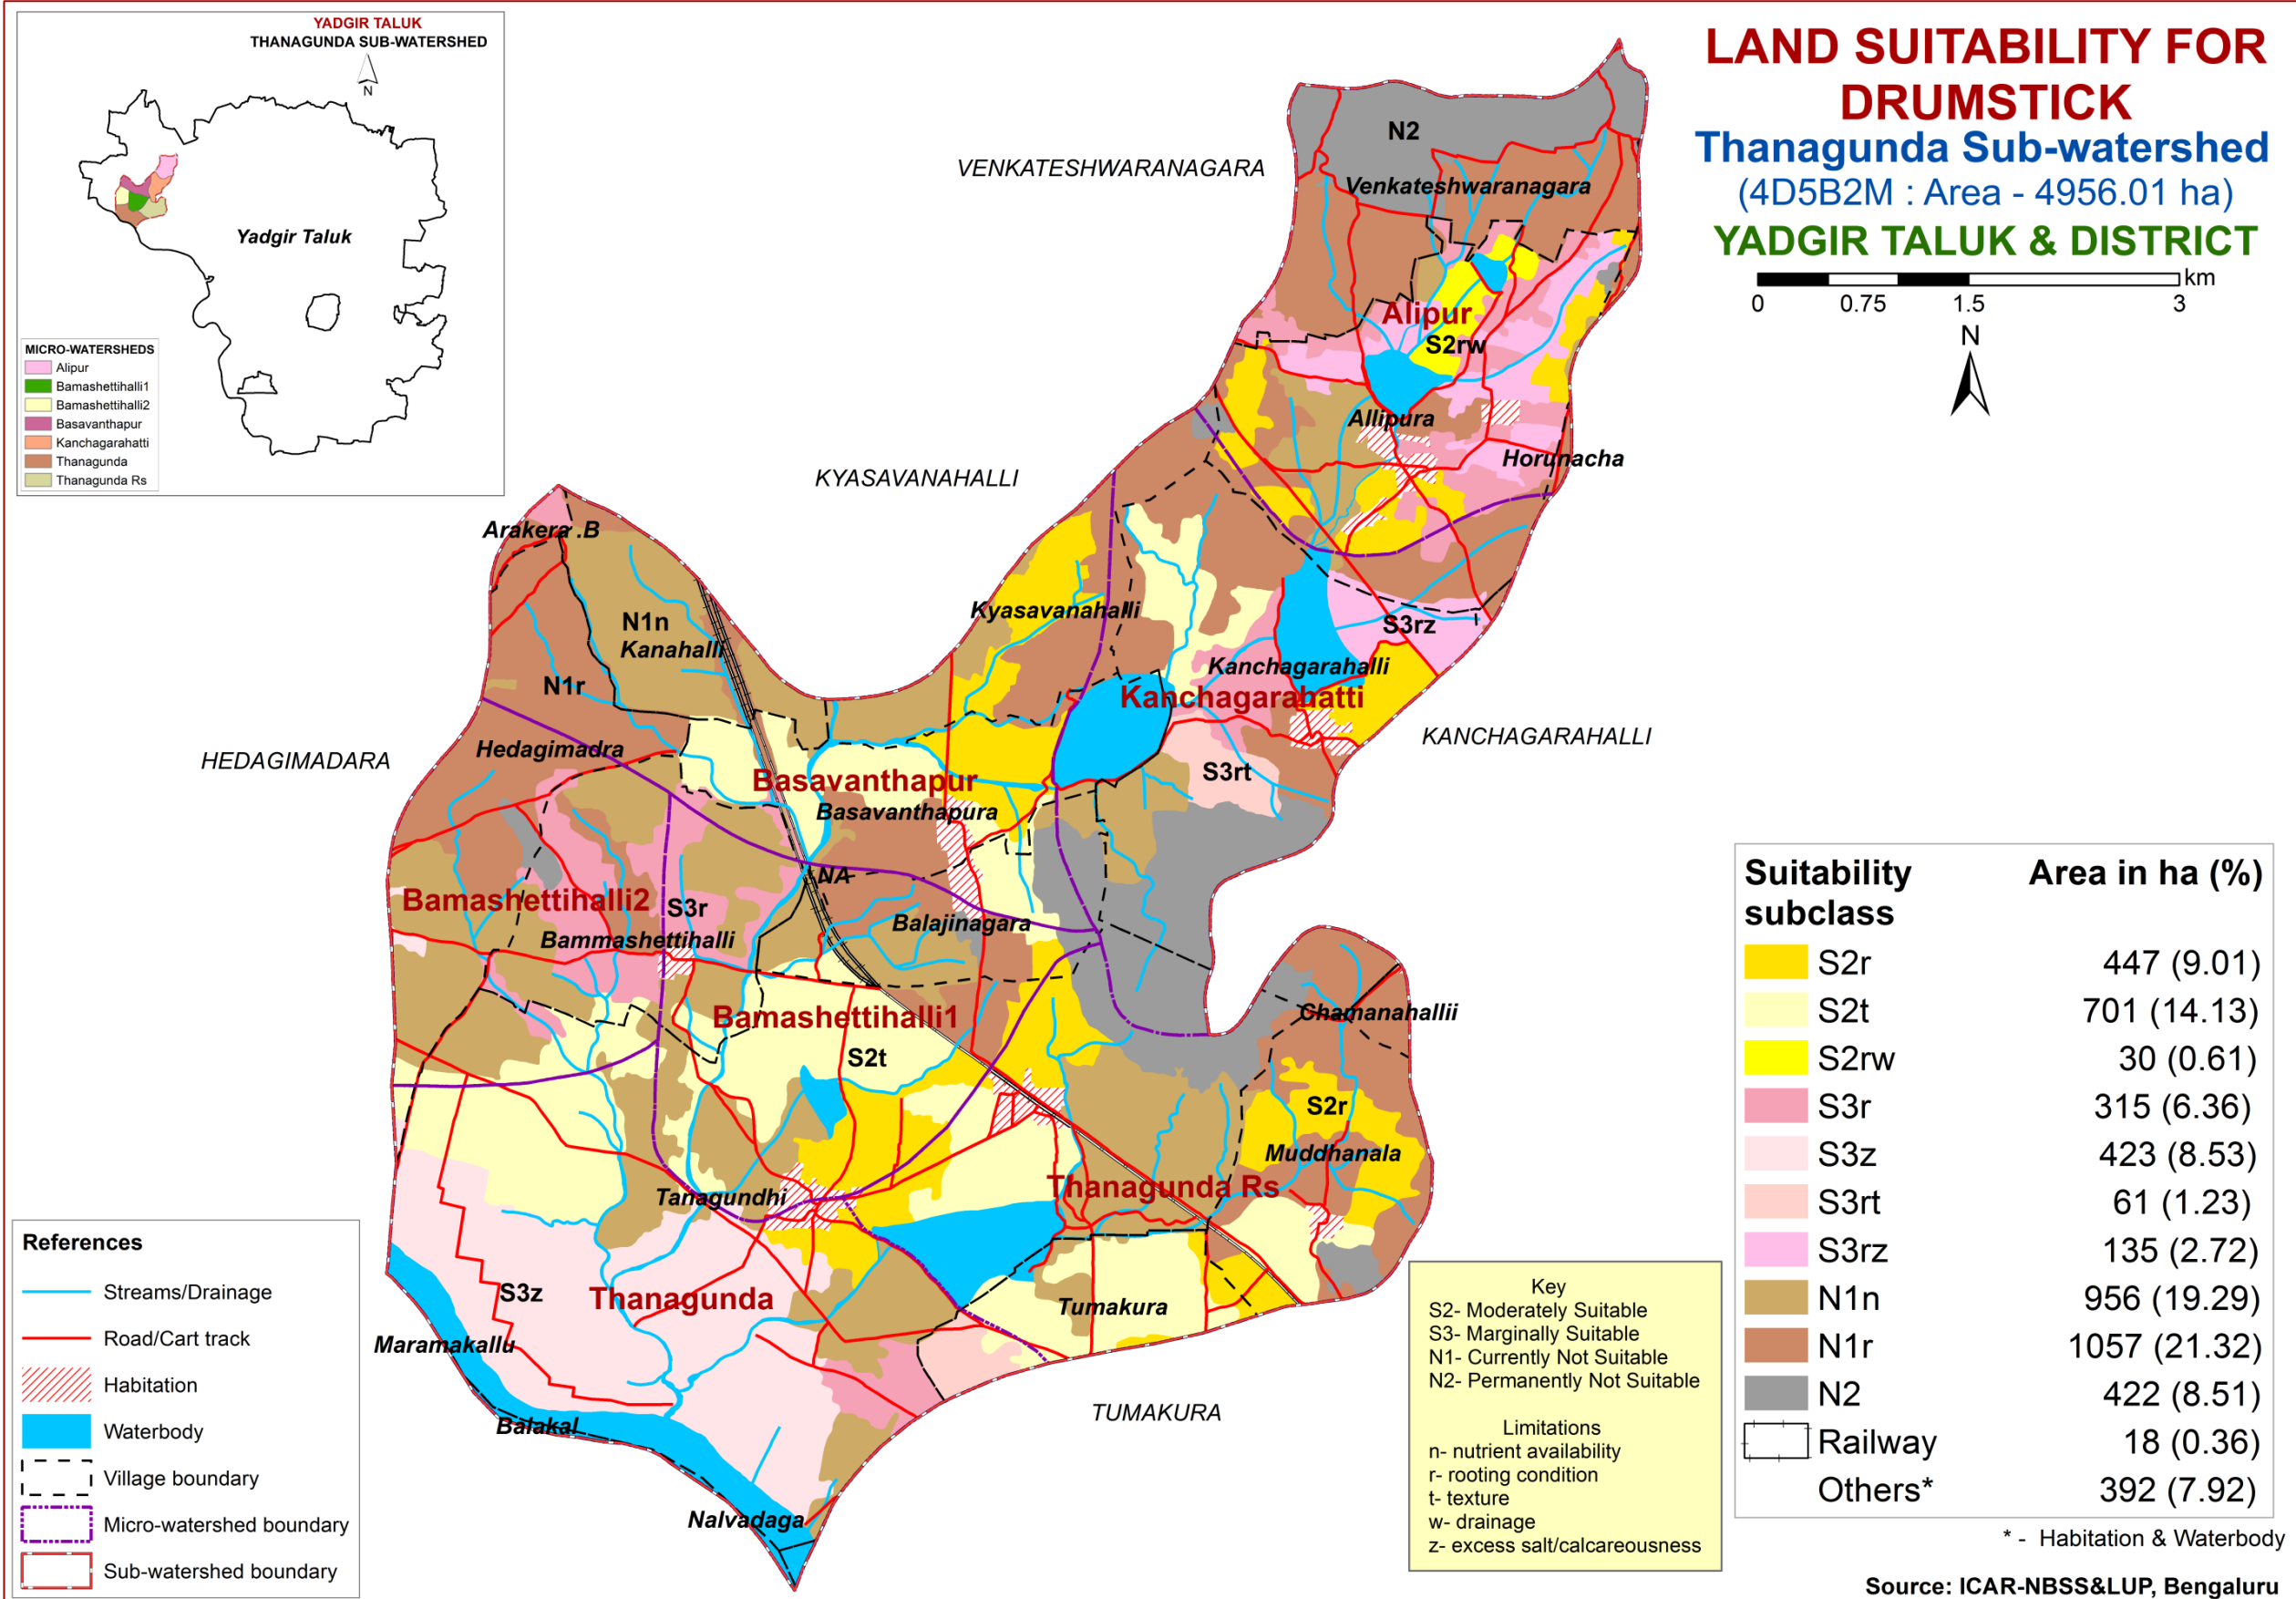 YADGIR TALUK
THANAGUNDA SUB-WATERSHED
N
Yadgir Taluk
MICRO-WATERSHEDS
Alipur
Bamashettihalli1
Bamashettihalli2
Basavanthapur
Kanchagarahatti
Thanagunda
Thanagunda Rs
LAND SUITABILITY FOR
DRUMSTICK
Thanagunda Sub-watershed
(4D5B2M : Area - 4956.01 ha)
YADGIR TALUK & DISTRICT
km
0 0.75 1.5 3
N
N2
VENKATESHWARANAGARA
Venkateshwaranagara
Alipur
S2rw
Allipura
Horunacha
KYASAVANAHALLI
Arakera .B
Kyasavanahalli
N1n
Kanahalli
S3rz
Kanchagarahalli
N1r
Kanchagarahatti
KANCHAGARAHALLI
Hedagimadra
HEDAGIMADARA
S3rt
Basavanthapur
Basavanthapura
NA
Bamashettihalli2
S3r
Balajinagara
Bammashettihalli
Chamanahallii
Bamashettihalli1
S2t
S2r
Muddhanala
Thanagunda Rs
Tanagundhi
S3z
Thanagunda
Tumakura
Maramakallu
TUMAKURA
Balakal
Nalvadaga
References
Streams/Drainage
Road/Cart track
Habitation
Waterbody
Village boundary
Micro-watershed boundary
Sub-watershed boundary
Key
S2- Moderately Suitable
S3- Marginally Suitable
N1- Currently Not Suitable
N2- Permanently Not Suitable
Limitations
n- nutrient availability
r- rooting condition
t- texture
w- drainage
z- excess salt/calcareousness
Suitability subclass Area in ha (%)
S2r 447 (9.01)
S2t 701 (14.13)
S2rw 30 (0.61)
S3r 315 (6.36)
S3z 423 (8.53)
S3rt 61 (1.23)
S3rz 135 (2.72)
N1n 956 (19.29)
N1r 1057 (21.32)
N2 422 (8.51)
Railway 18 (0.36)
Others* 392 (7.92)
* - Habitation & Waterbody
Source: ICAR-NBSS&LUP, Bengaluru